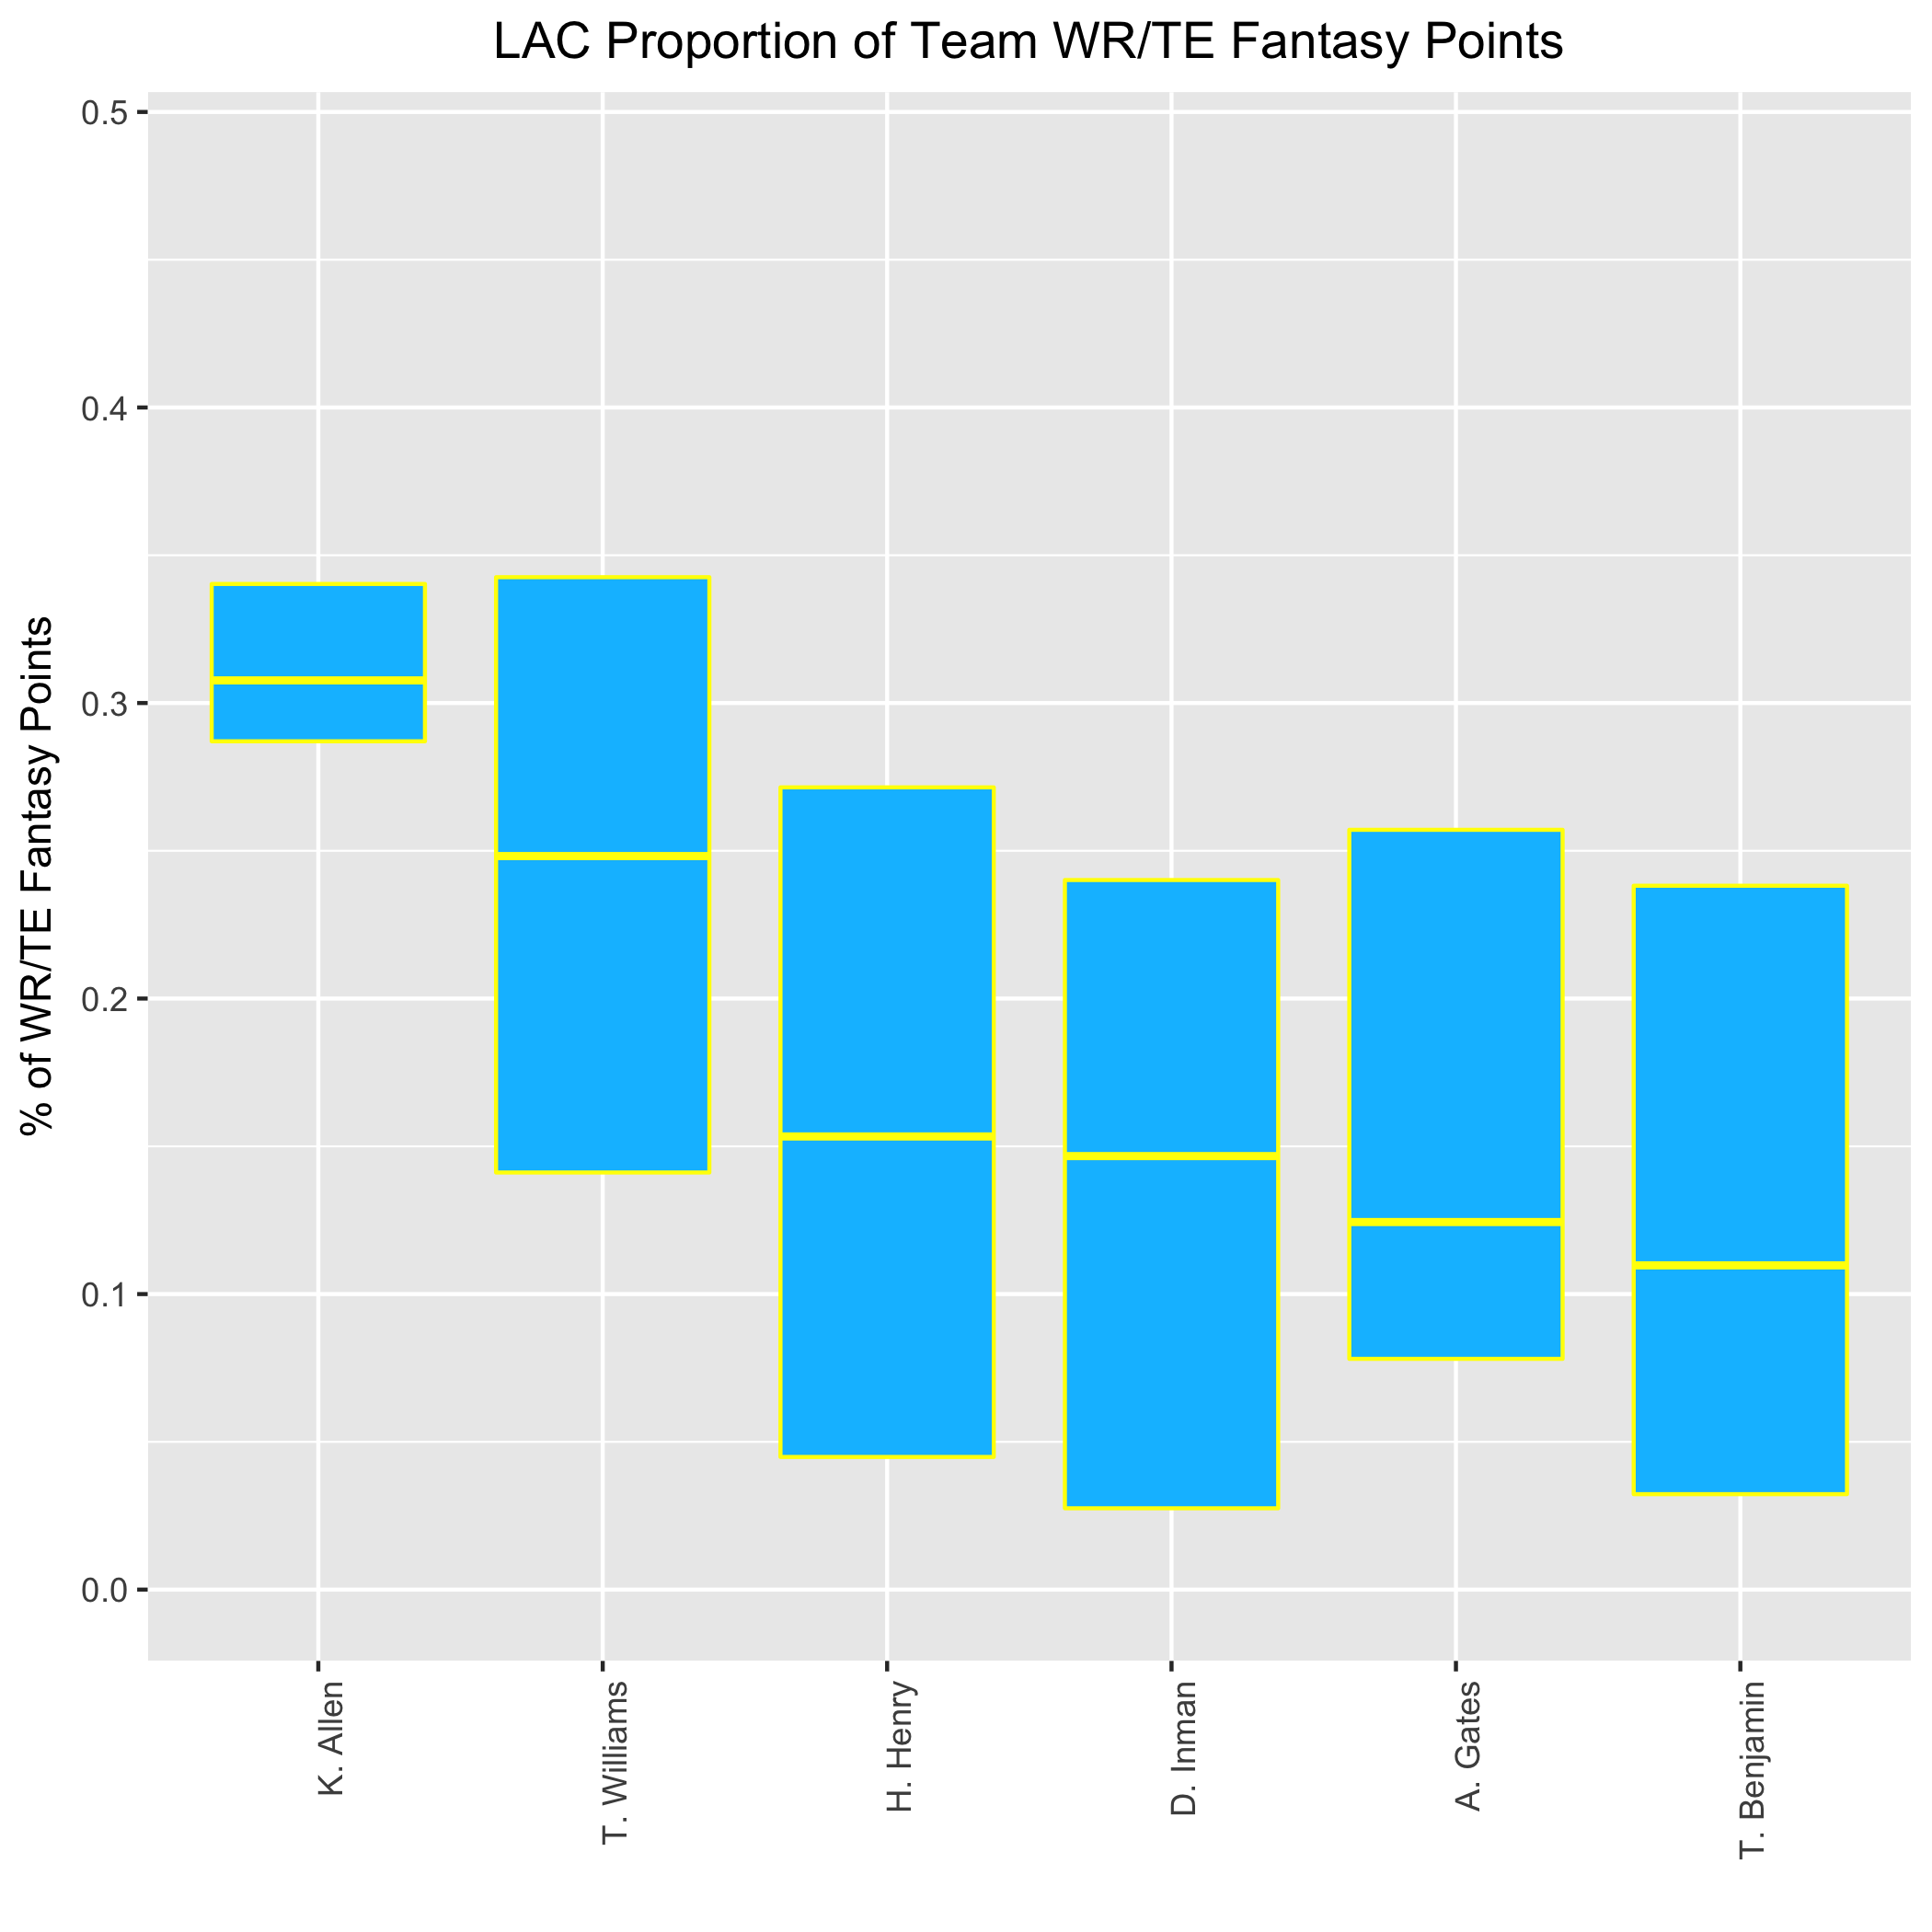 LAC Proportion of Team WR/TE Fantasy Points
% of WR/TE Fantasy Points
0.5
0.4
0.3
0.2
0.1
0.0
K. Allen
T. Williams
H. Henry
D. Inman
A. Gates
T. Benjamin